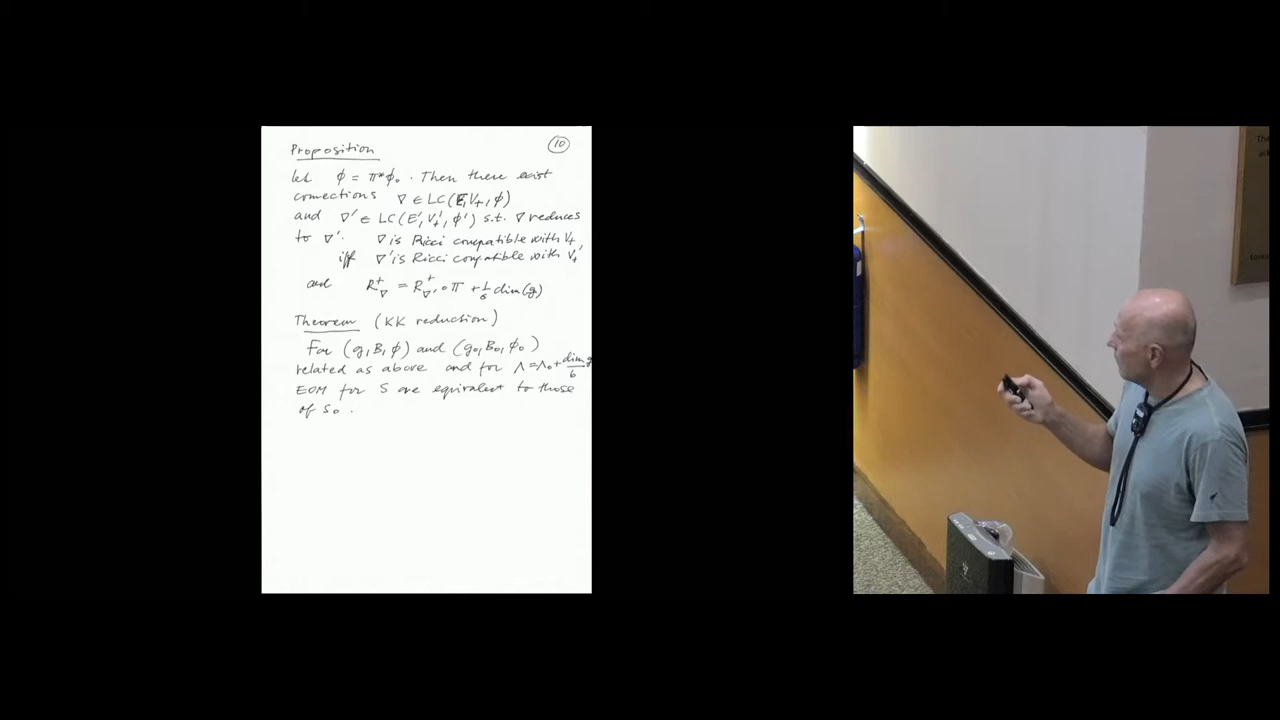 Proposition
⑩
Let ϕ = π*ϕ₀ . Then there exist
connections ∇ ∈ LC(E, V₊, ϕ)
and ∇' ∈ LC(E', V₊', ϕ') s.t. ∇ reduces
to ∇'. ∇ is Ricci compatible with V₊
iff ∇' is Ricci compatible with V₊'
and R⁺_∇ = R⁺_∇' ∘ π + 1/6 dim(g)
Theorem (KK reduction)
For (g, B, ϕ) and (g₀, B₀, ϕ₀)
related as above and for Λ = Λ₀ + dim g/6
EOM for S are equivalent to those
of S₀ .